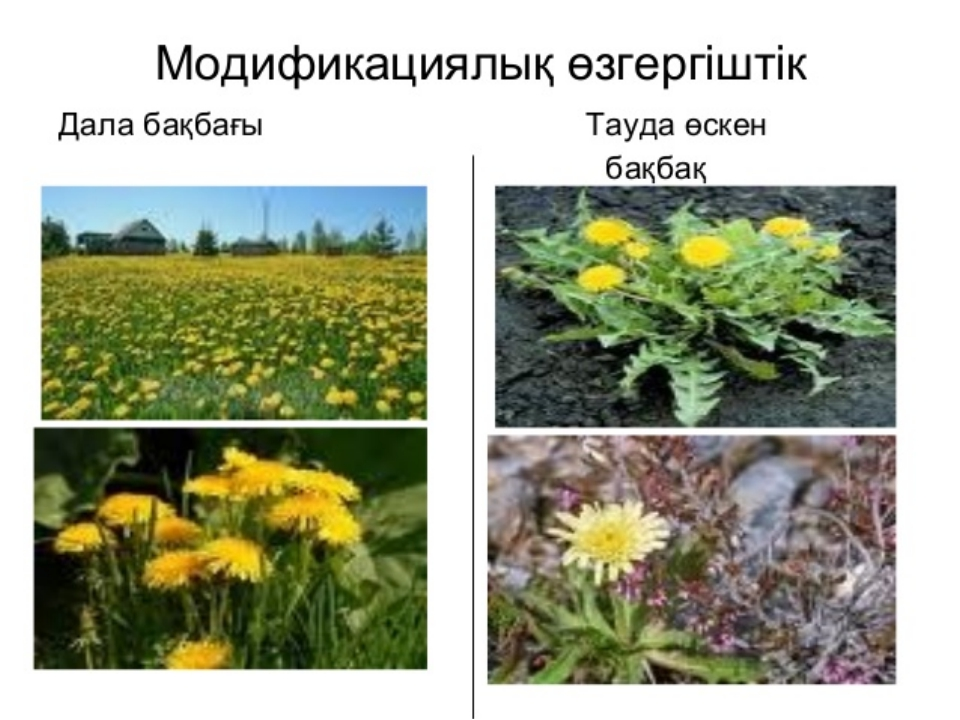 Модификациялық өзгергіштік
Дала бақбағы
Тауда өскен
бақбақ